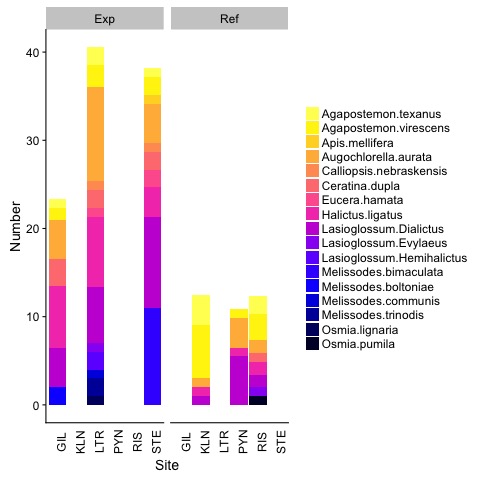 Exp Ref
40
30
20
10
0
Number
GIL KLN LTR PYN RIS STE GIL KLN LTR PYN RIS STE
Site
Agapostemon.texanus
Agapostemon.virescens
Apis.mellifera
Augochlorella.aurata
Calliopsis.nebraskensis
Ceratina.dupla
Eucera.hamata
Halictus.ligatus
Lasioglossum.Dialictus
Lasioglossum.Evylaeus
Lasioglossum.Hemihalictus
Melissodes.bimaculata
Melissodes.boltoniae
Melissodes.communis
Melissodes.trinodis
Osmia.lignaria
Osmia.pumila